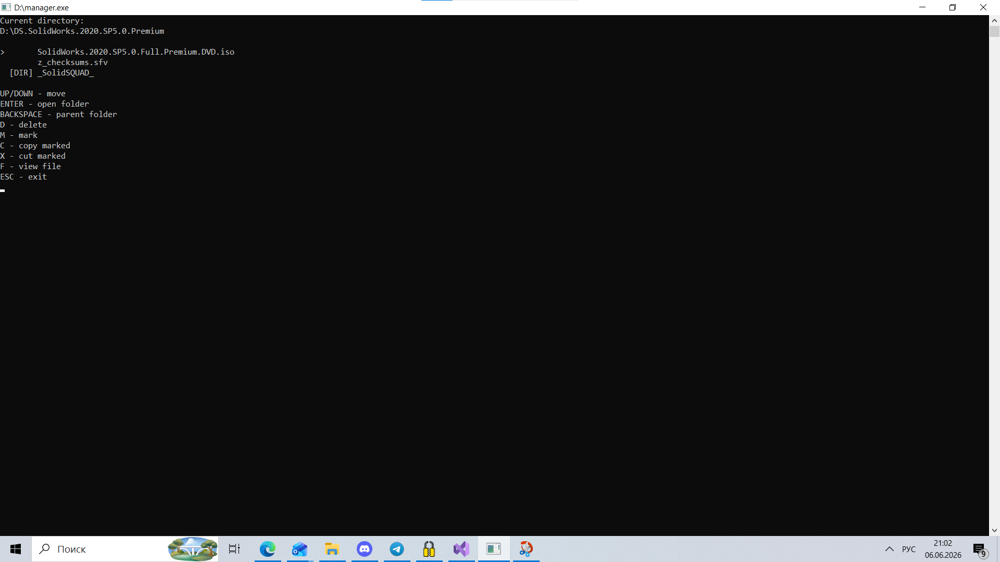 D:\manager.exe
Current directory:
D:\DS.SolidWorks.2020.SP5.0.Premium
> SolidWorks.2020.SP5.0.Full.Premium.DVD.iso
z_checksums.sfv
[DIR] _SolidSQUAD_
UP/DOWN - move
ENTER - open folder
BACKSPACE - parent folder
D - delete
M - mark
C - copy marked
X - cut marked
F - view file
ESC - exit
Поиск
РУС
21:02
06.06.2026
9